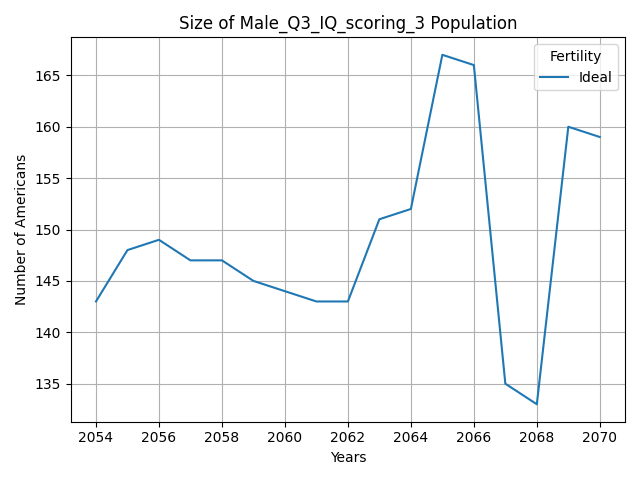 Size of Male_Q3_IQ_scoring_3 Population
Fertility
Ideal
Number of Americans
165
160
155
150
145
140
135
2054 2056 2058 2060 2062 2064 2066 2068 2070
Years